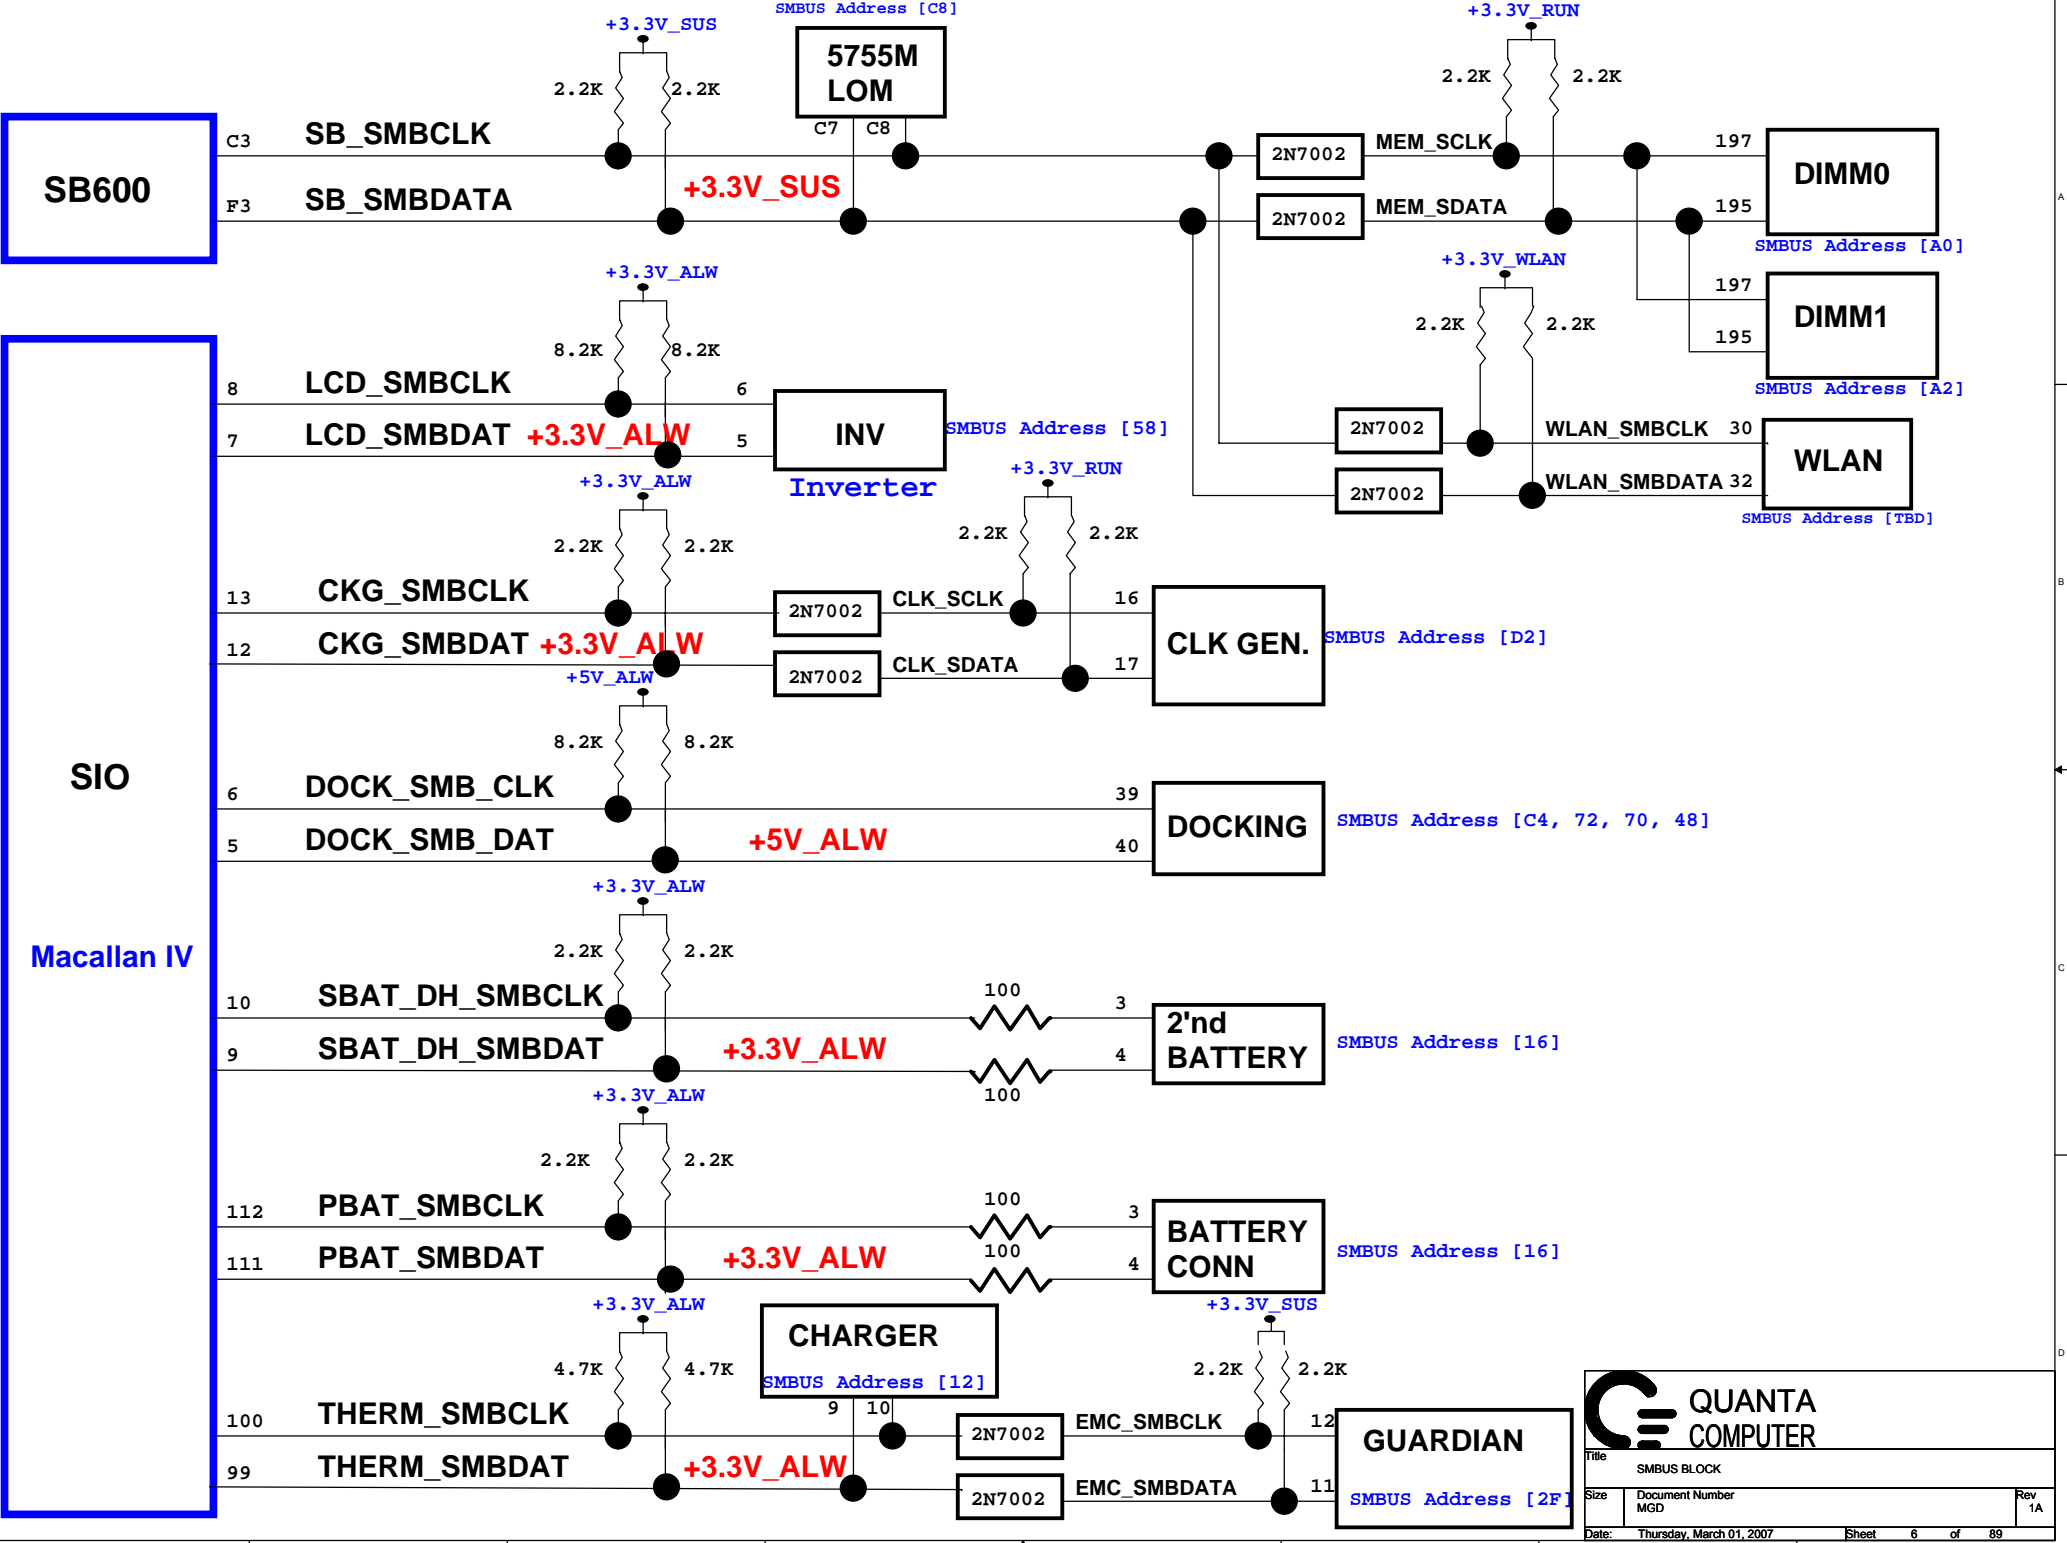 SMBUS Address [C8]
+3.3V_SUS
+3.3V_RUN
5755M
LOM
2.2K
2.2K
2.2K
2.2K
C7
C8
SB600
C3
SB_SMBCLK
2N7002
MEM_SCLK
197
DIMM0
F3
SB_SMBDATA
+3.3V_SUS
2N7002
MEM_SDATA
195
SMBUS Address [A0]
A
+3.3V_ALW
+3.3V_WLAN
197
DIMM1
195
SMBUS Address [A2]
8.2K
8.2K
2.2K
2.2K
8
LCD_SMBCLK
6
INV
7
LCD_SMBDAT
+3.3V_ALW
5
SMBUS Address [58]
Inverter
2N7002
WLAN_SMBCLK
30
WLAN
2N7002
WLAN_SMBDATA
32
SMBUS Address [TBD]
+3.3V_ALW
+3.3V_RUN
2.2K
2.2K
2.2K
2.2K
B
13
CKG_SMBCLK
2N7002
CLK_SCLK
16
CLK GEN.
SMBUS Address [D2]
12
CKG_SMBDAT
+3.3V_ALW
2N7002
CLK_SDATA
17
+5V_ALW
8.2K
8.2K
SIO
6
DOCK_SMB_CLK
39
DOCKING
SMBUS Address [C4, 72, 70, 48]
5
DOCK_SMB_DAT
+5V_ALW
40
+3.3V_ALW
2.2K
2.2K
Macallan IV
C
10
SBAT_DH_SMBCLK
100
3
2'nd
BATTERY
SMBUS Address [16]
9
SBAT_DH_SMBDAT
+3.3V_ALW
100
4
+3.3V_ALW
2.2K
2.2K
112
PBAT_SMBCLK
100
3
BATTERY
CONN
SMBUS Address [16]
111
PBAT_SMBDAT
+3.3V_ALW
100
4
+3.3V_ALW
CHARGER
SMBUS Address [12]
+3.3V_SUS
4.7K
4.7K
9
10
2.2K
2.2K
D
100
THERM_SMBCLK
2N7002
EMC_SMBCLK
12
GUARDIAN
99
THERM_SMBDAT
+3.3V_ALW
2N7002
EMC_SMBDATA
11
SMBUS Address [2F]
QUANTA
COMPUTER
Title
SMBUS BLOCK
Size
Document Number
Rev
MGD
1A
Date:
Thursday, March 01, 2007
Sheet
6
of
89